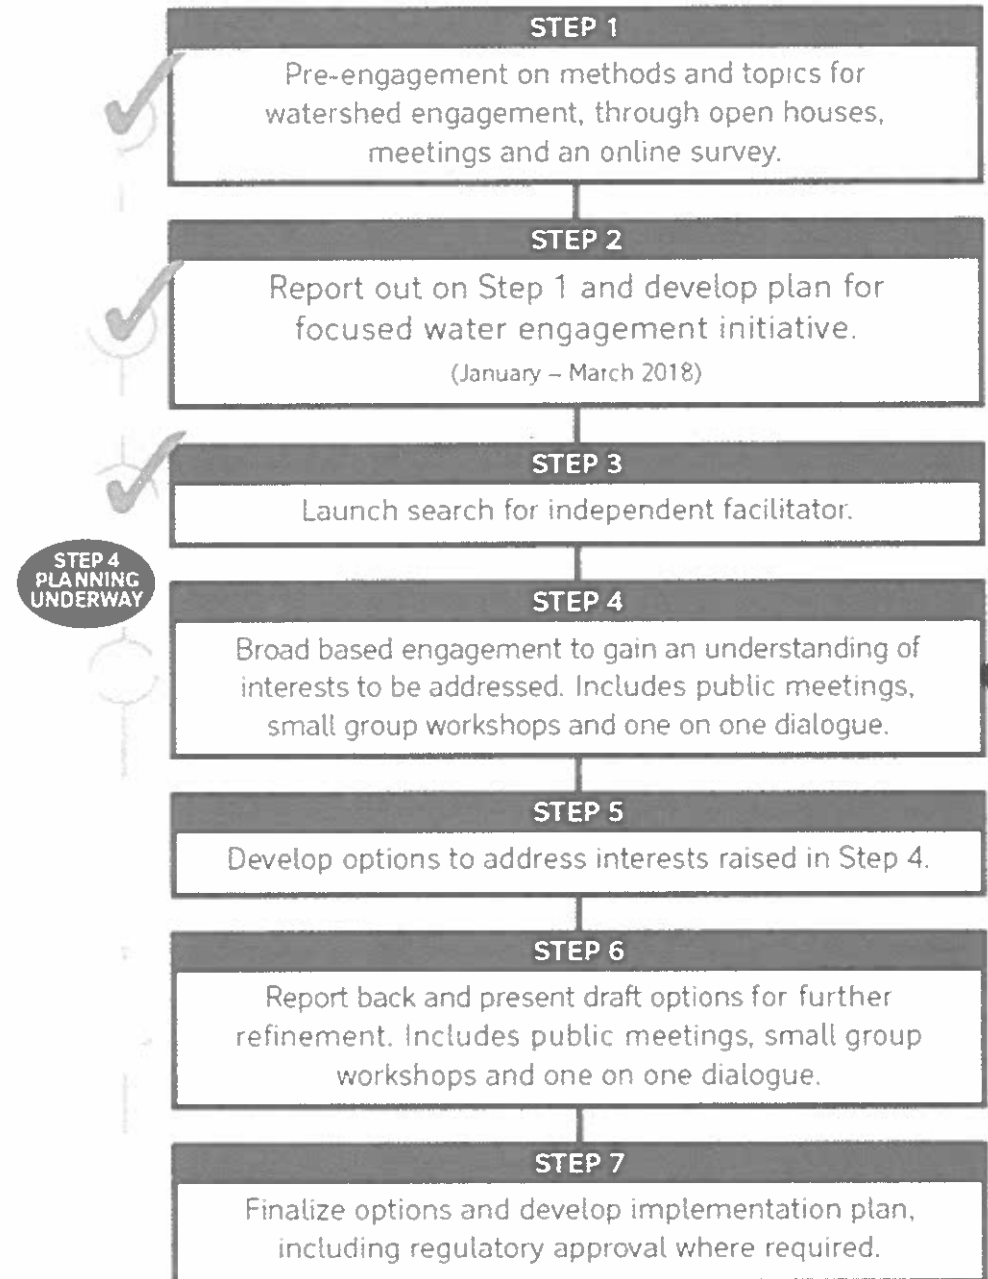 STEP 1
Pre-engagement on methods and topics for
watershed engagement, through open houses,
meetings and an online survey.
STEP 2
Report out on Step 1 and develop plan for
focused water engagement initiative.
(January – March 2018)
STEP 3
Launch search for independent facilitator.
STEP 4
PLANNING
UNDERWAY
STEP 4
Broad based engagement to gain an understanding of
interests to be addressed. Includes public meetings,
small group workshops and one on one dialogue.
STEP 5
Develop options to address interests raised in Step 4.
STEP 6
Report back and present draft options for further
refinement. Includes public meetings, small group
workshops and one on one dialogue.
STEP 7
Finalize options and develop implementation plan,
including regulatory approval where required.